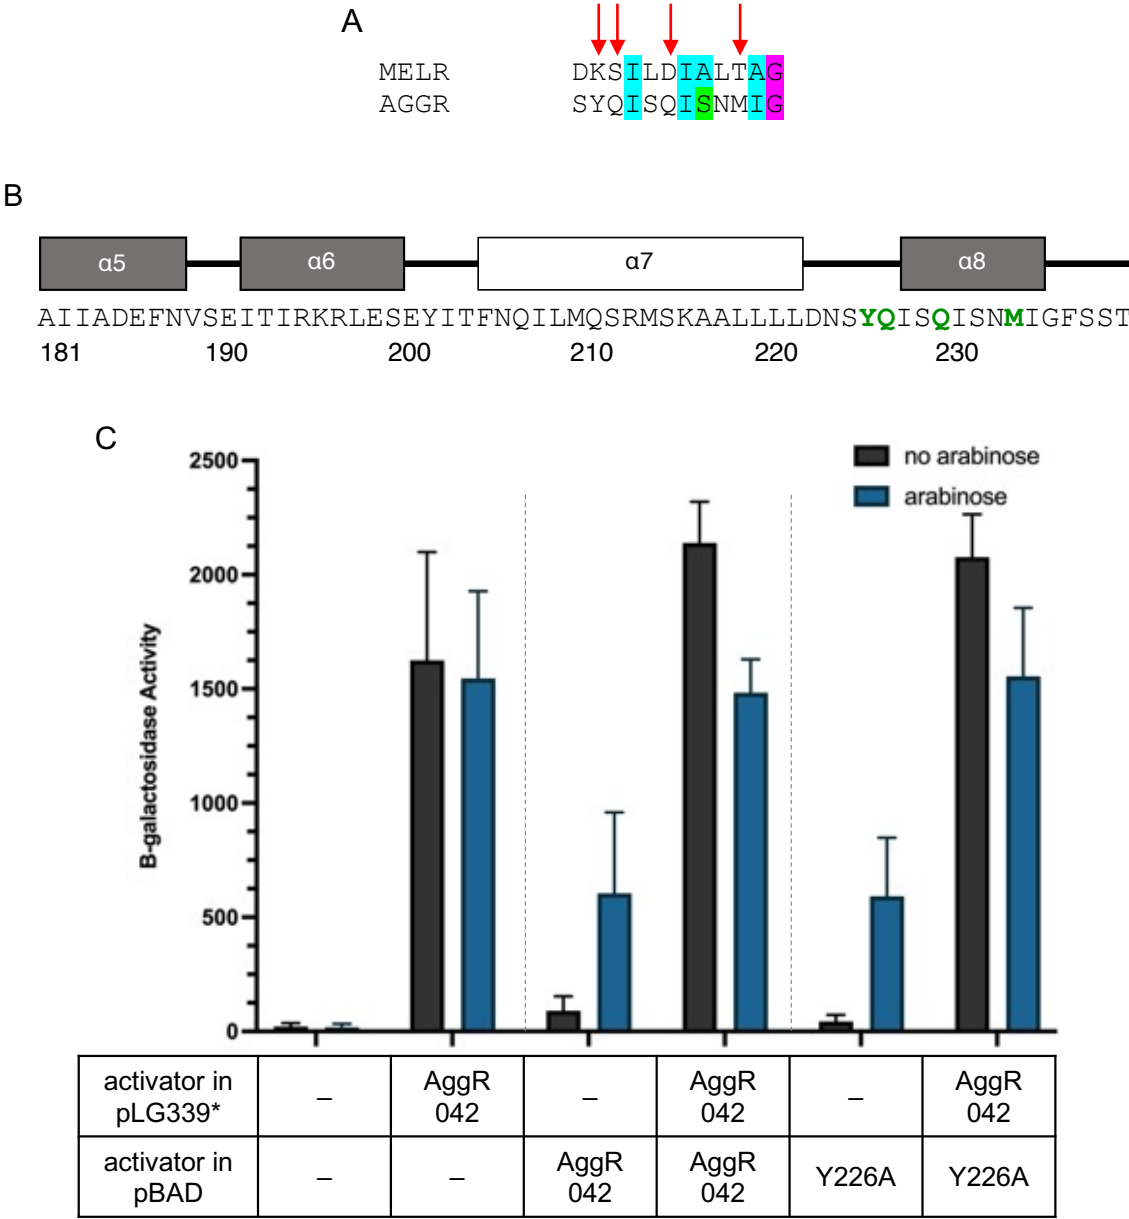 A
MELR DKSILDIALTAG
AGGR SYQISQISNMIG
B
α5 α6 α7 α8
AIIADEFNVSEITIRKRLESEYITFNQILMQSRMSKAALLLLDNSYQISQISNMIGFSST
181 190 200 210 220 230
C
no arabinose
arabinose
B-galactosidase Activity
2500
2000
1500
1000
500
0
activator in pLG339* – AggR 042 – AggR 042 – AggR 042
activator in pBAD – – AggR 042 AggR 042 Y226A Y226A